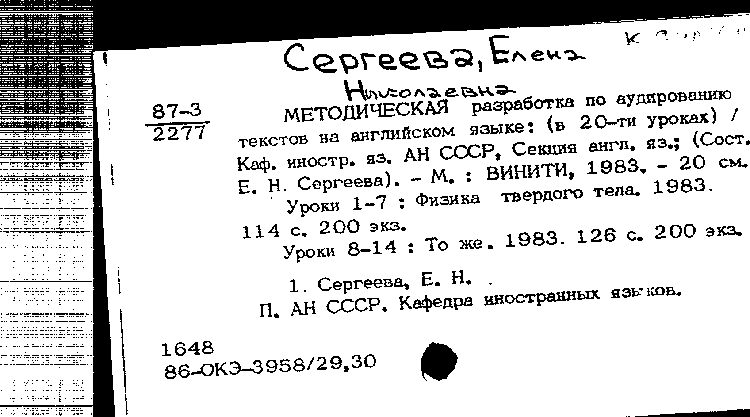 Сергеева, Елена
Николаевна
87-3
2277
МЕТОДИЧЕСКАЯ разработка по аудированию
текстов на английском языке: (в 20-ти уроках) /
Каф. иностр. яз. АН СССР, Секция англ. яз.; (Сост.
Е. Н. Сергеева). - М. : ВИНИТИ, 1983. - 20 см.
Уроки 1-7 : Физика твердого тела. 1983.
114 с. 200 экз.
Уроки 8-14 : То же. 1983. 126 с. 200 экз.
1. Сергеева, Е. Н.
П. АН СССР. Кафедра иностранных языков.
1648
86-ОКЭ-3958/29,30